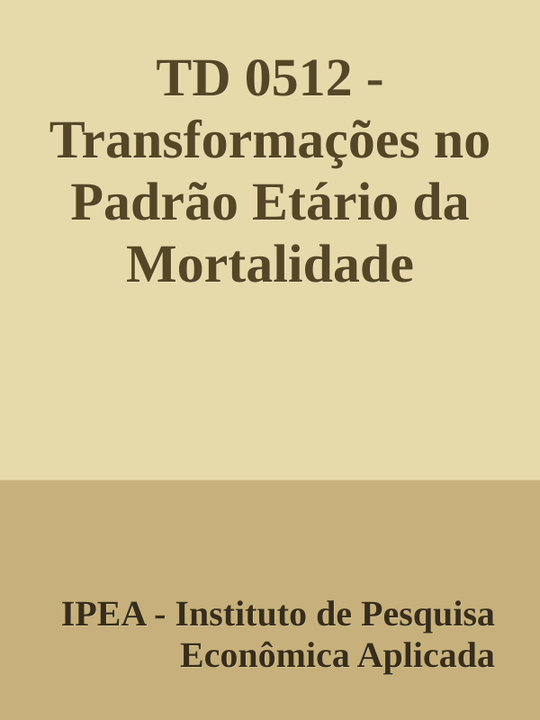 TD 0512 -
Transformações no
Padrão Etário da
Mortalidade
IPEA - Instituto de Pesquisa
Econômica Aplicada